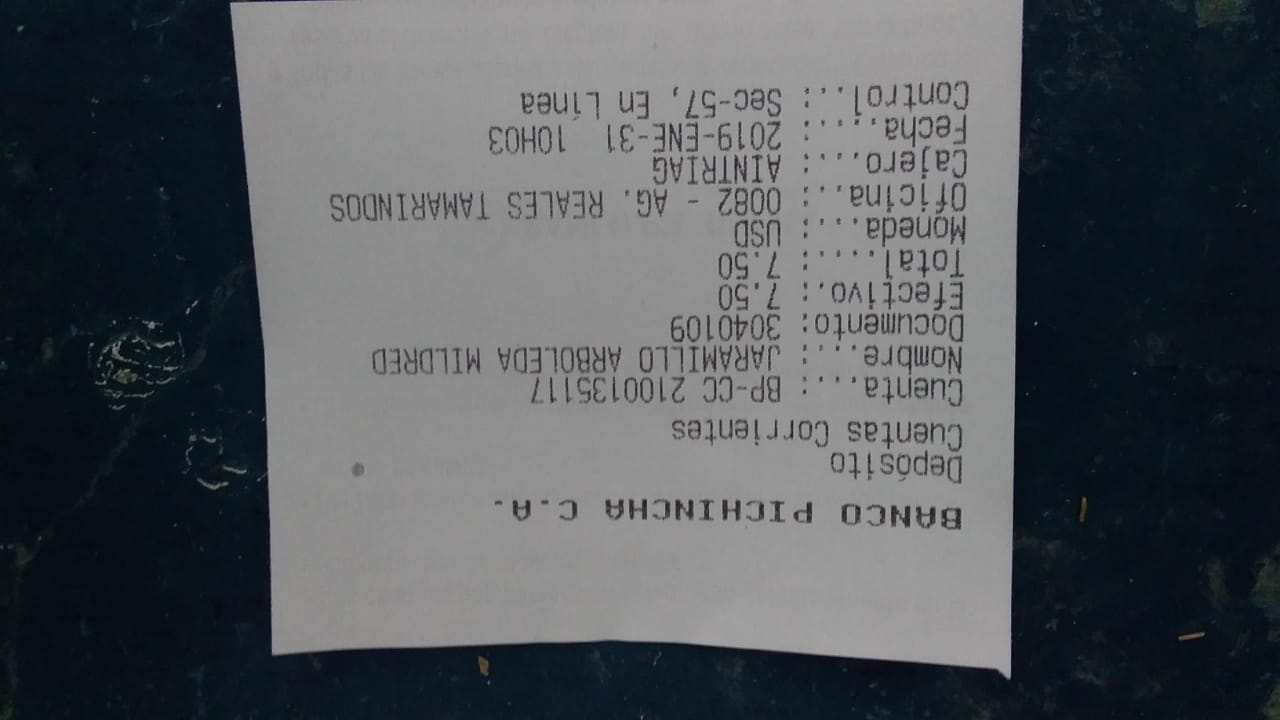 BANCO PICHINCHA C.A.
Depósito
Cuentas Corrientes
Cuenta...: BP-CC 2100135117
Nombre...: JARAMILLO ARBOLEDA MILDRED
Documento: 3040109
Efectivo.: 7.50
Total....: 7.50
Moneda...: USD
Oficina..: 0082 - AG. REALES TAMARINDOS
Cajero...: AINTRIAG
Fecha....: 2019-ENE-31 10H03
Control..: Sec-57, En Línea